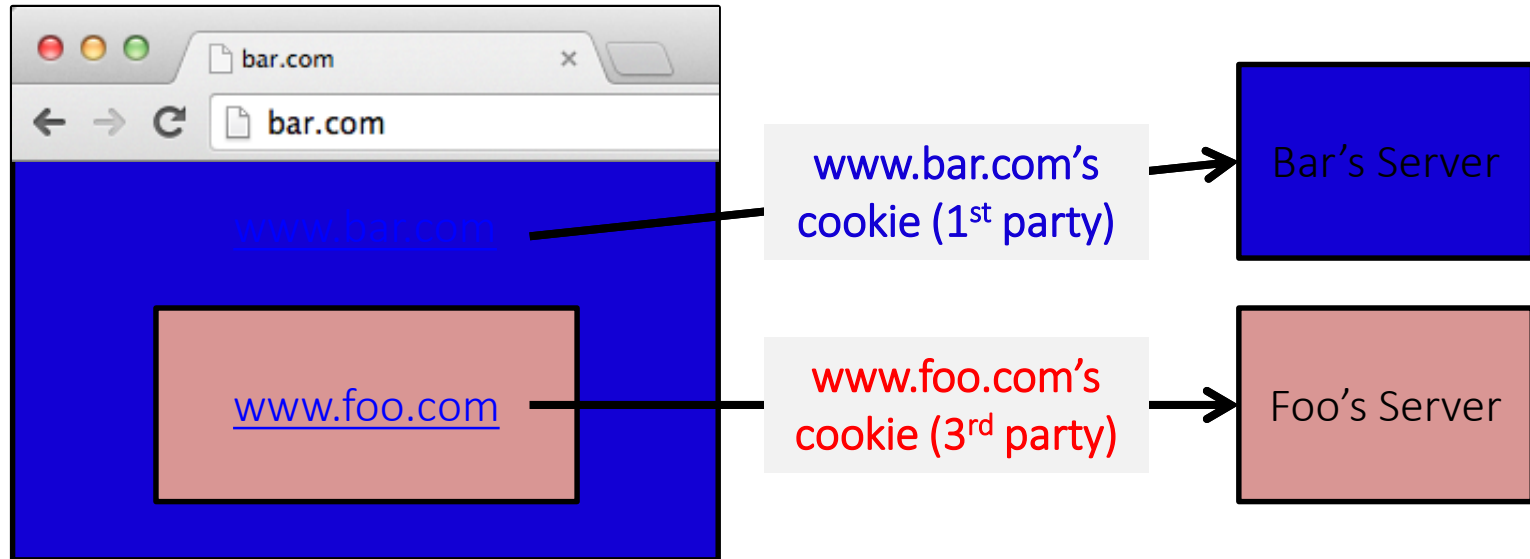 bar.com
bar.com
www.bar.com
www.foo.com
www.bar.com’s
cookie (1st party)
www.foo.com’s
cookie (3rd party)
Bar’s Server
Foo’s Server